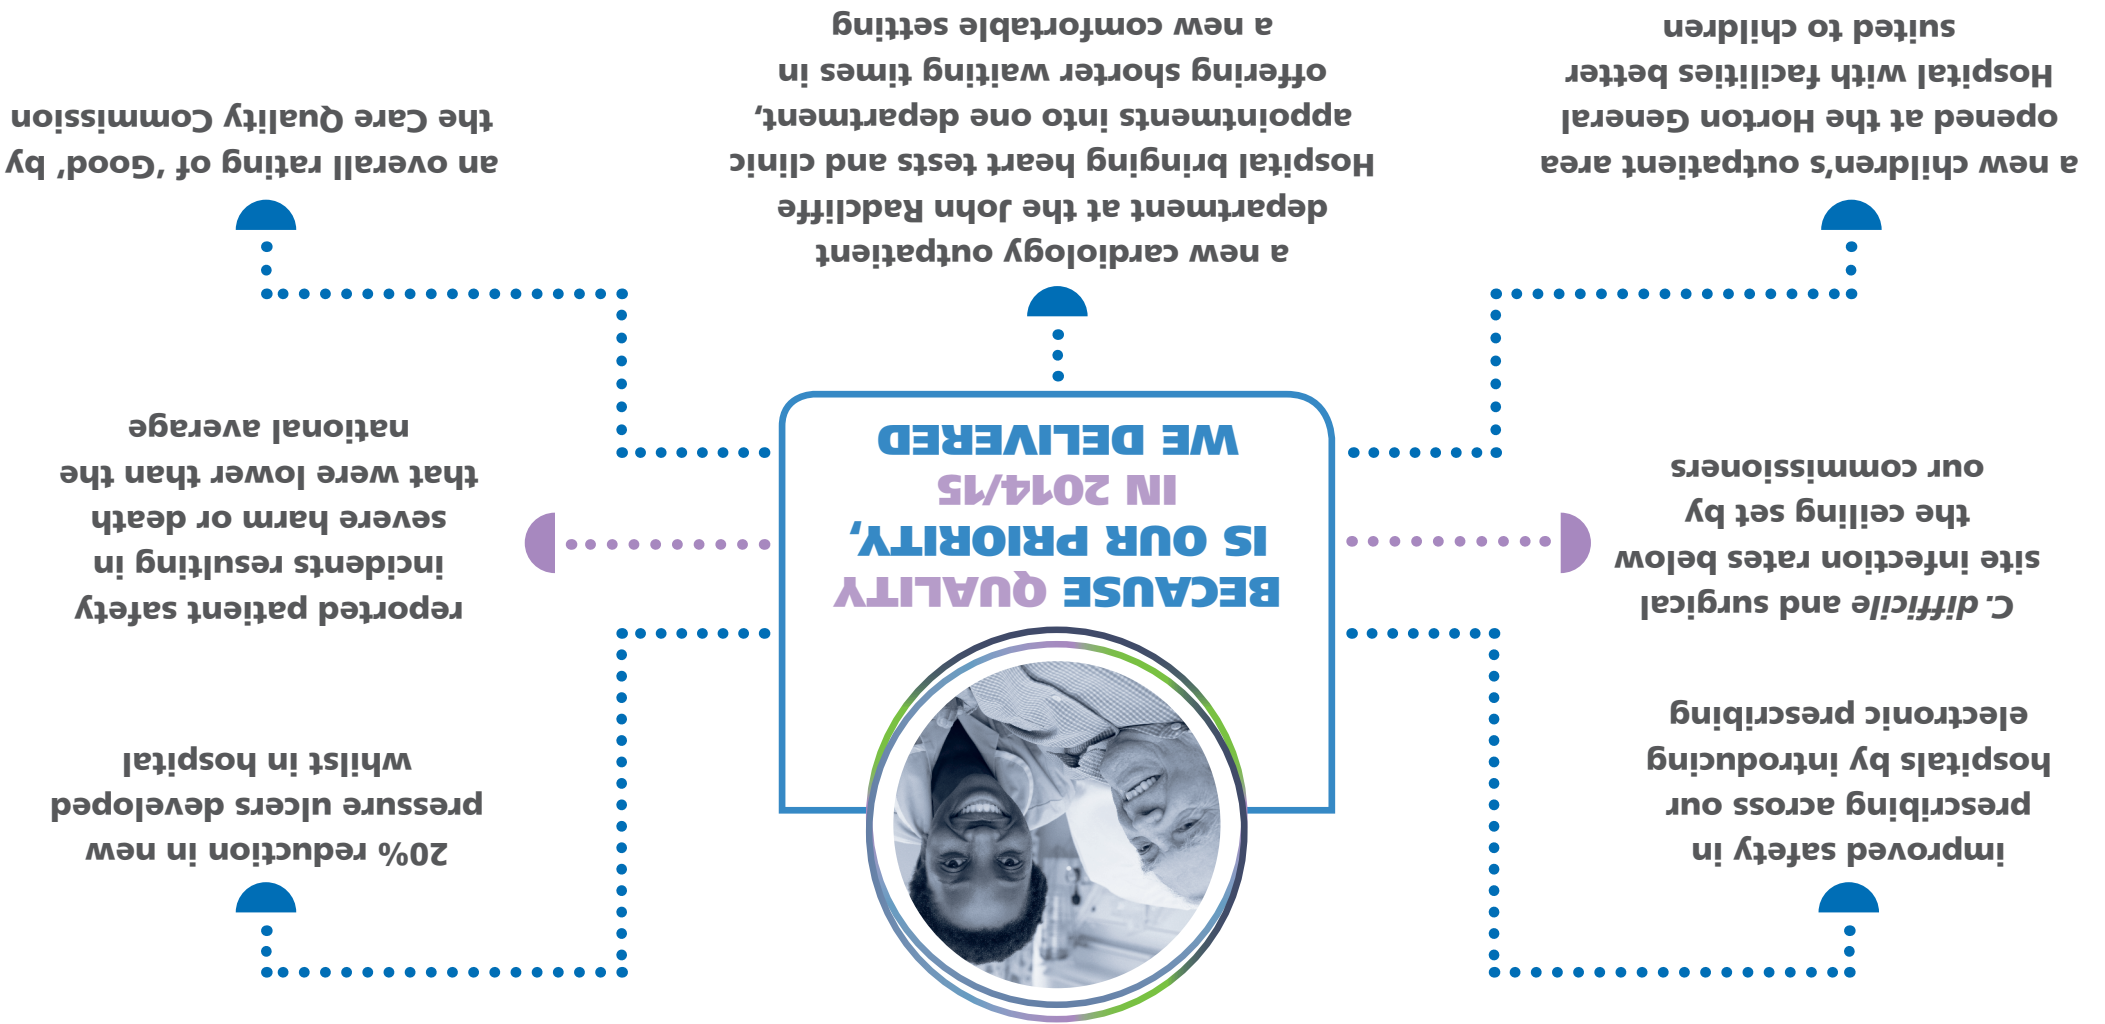 BECAUSE QUALITY
IS OUR PRIORITY,
IN 2014/15
WE DELIVERED
improved safety in
prescribing across our
hospitals by introducing
electronic prescribing
20% reduction in new
pressure ulcers developed
whilst in hospital
C. difficile and surgical
site infection rates below
the ceiling set by
our commissioners
reported patient safety
incidents resulting in
severe harm or death
that were lower than the
national average
a new children’s outpatient area
opened at the Horton General
Hospital with facilities better
suited to children
a new cardiology outpatient
department at the John Radcliffe
Hospital bringing heart tests and clinic
appointments into one department,
offering shorter waiting times in
a new comfortable setting
an overall rating of ‘Good’ by
the Care Quality Commission